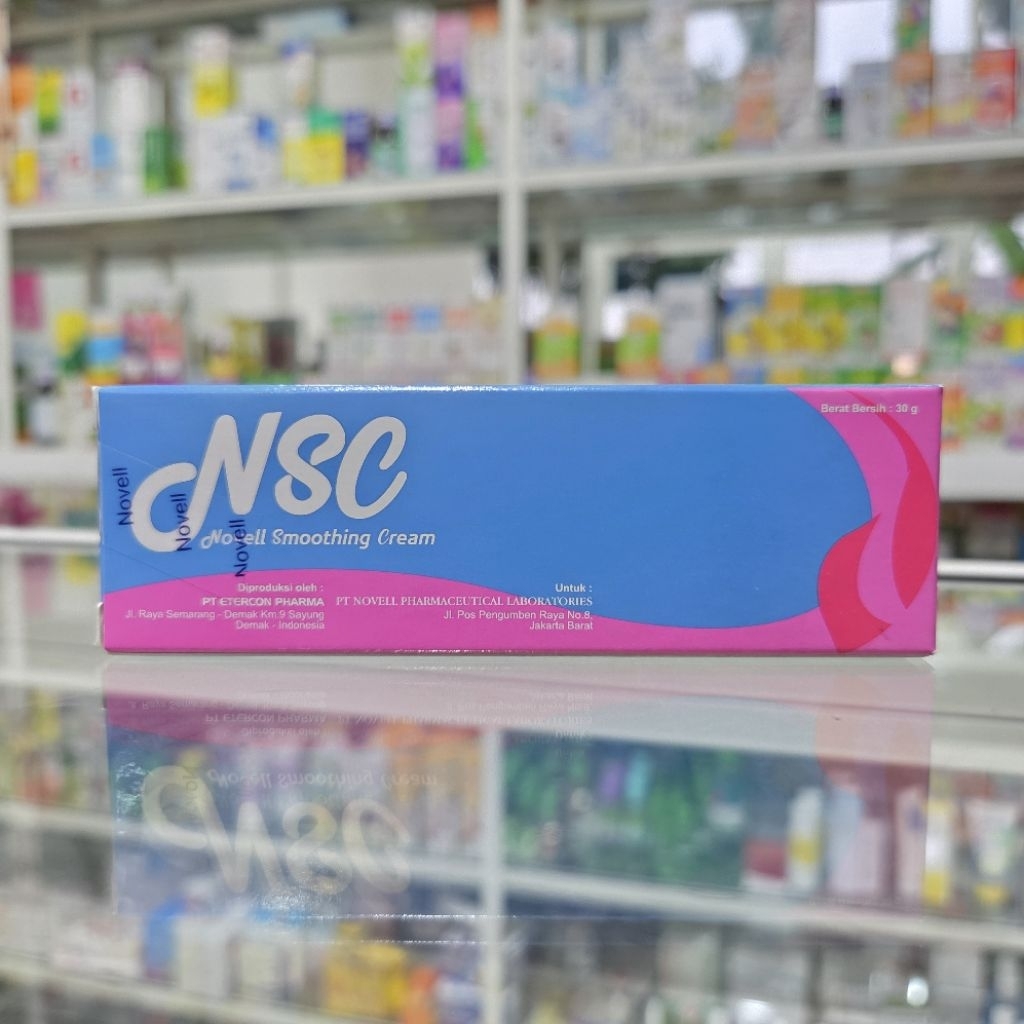 NSC
Novell Smoothing Cream
Berat Bersih : 30 g
Novell
Novell
Novell
Diproduksi oleh :
PT ETERCON PHARMA
Jl. Raya Semarang - Demak Km.9 Sayung
Demak - Indonesia
Untuk :
PT NOVELL PHARMACEUTICAL LABORATORIES
Jl. Pos Pengumben Raya No.8,
Jakarta Barat